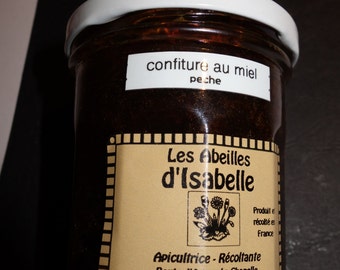 confiture au miel
peche
Les Abeilles
d'Isabelle
Produit et
récolté en
France
Apicultrice - Récoltante